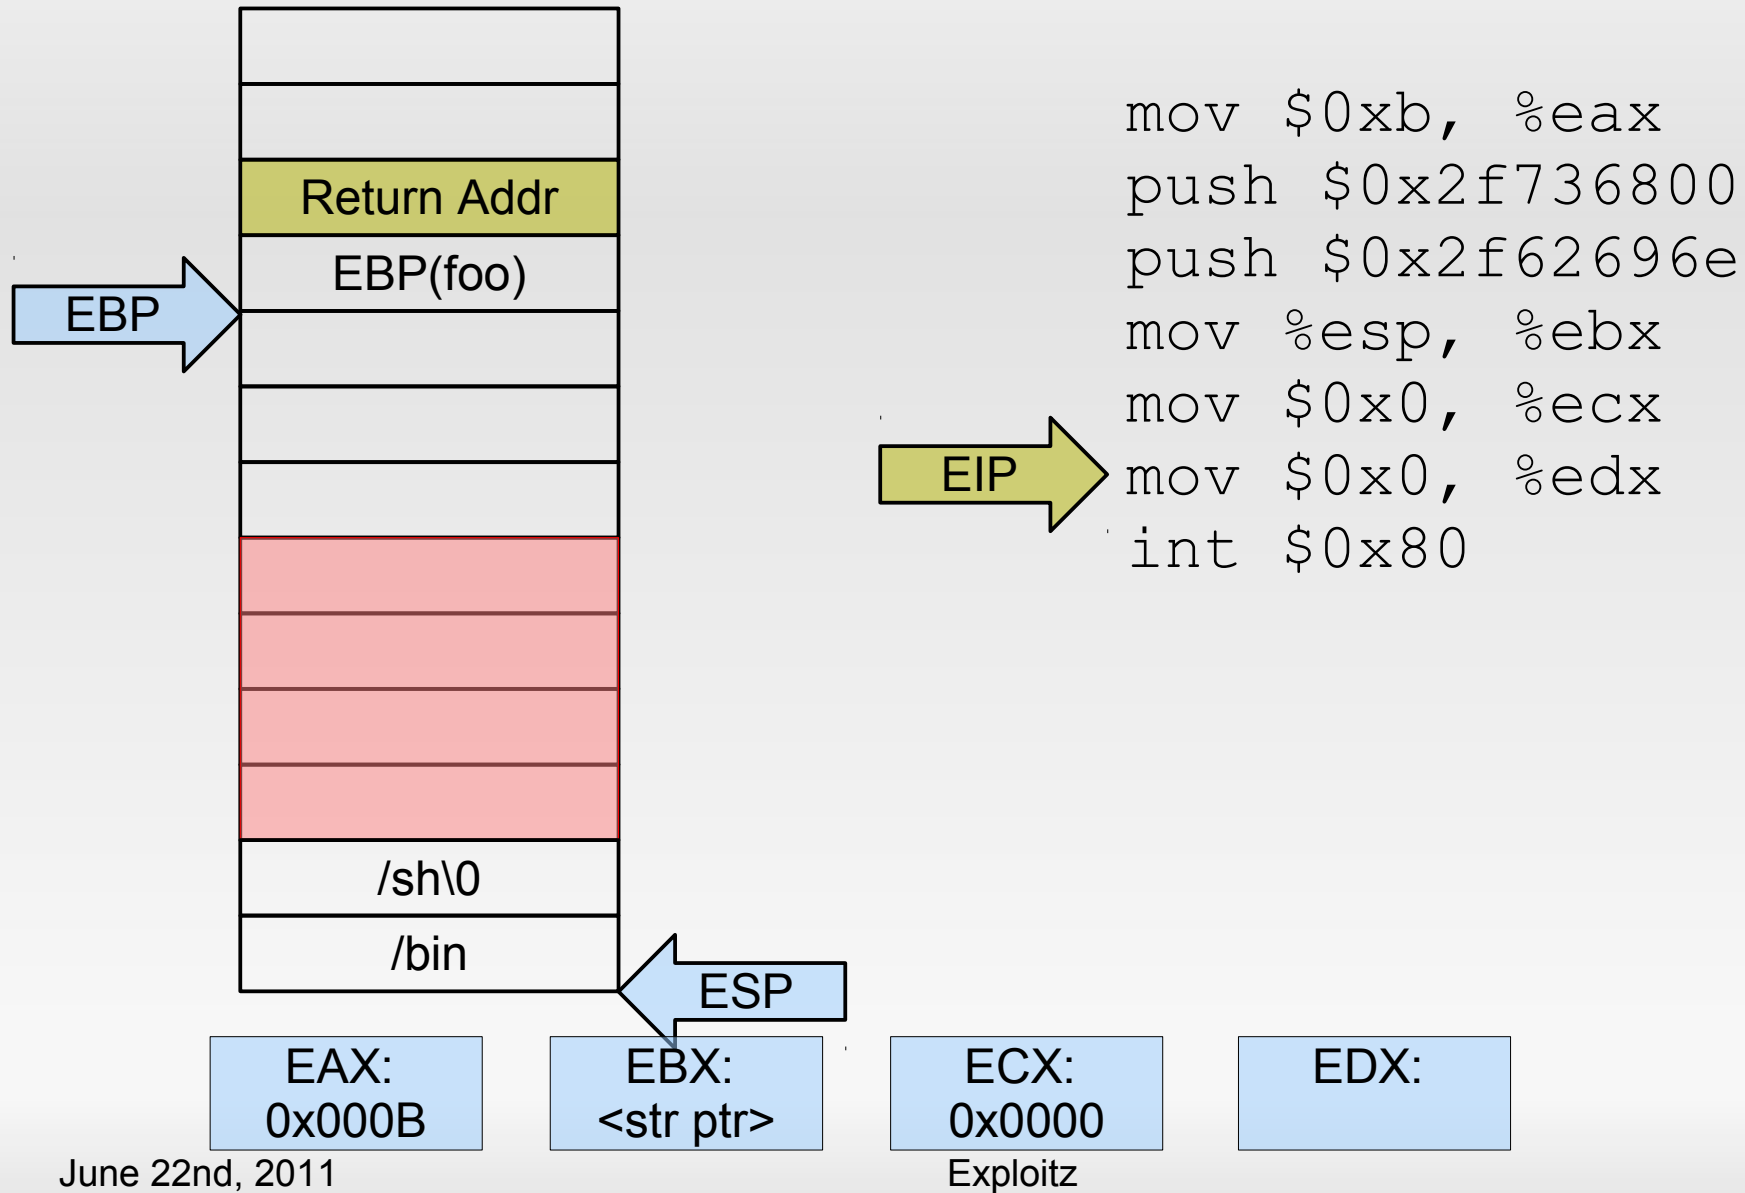 Return Addr
EBP(foo)
EBP
/sh\0
/bin
ESP
mov $0xb, %eax
push $0x2f736800
push $0x2f62696e
mov %esp, %ebx
mov $0x0, %ecx
EIP
mov $0x0, %edx
int $0x80
EAX:
0x000B
EBX:
<str ptr>
ECX:
0x0000
EDX:
June 22nd, 2011
Exploitz